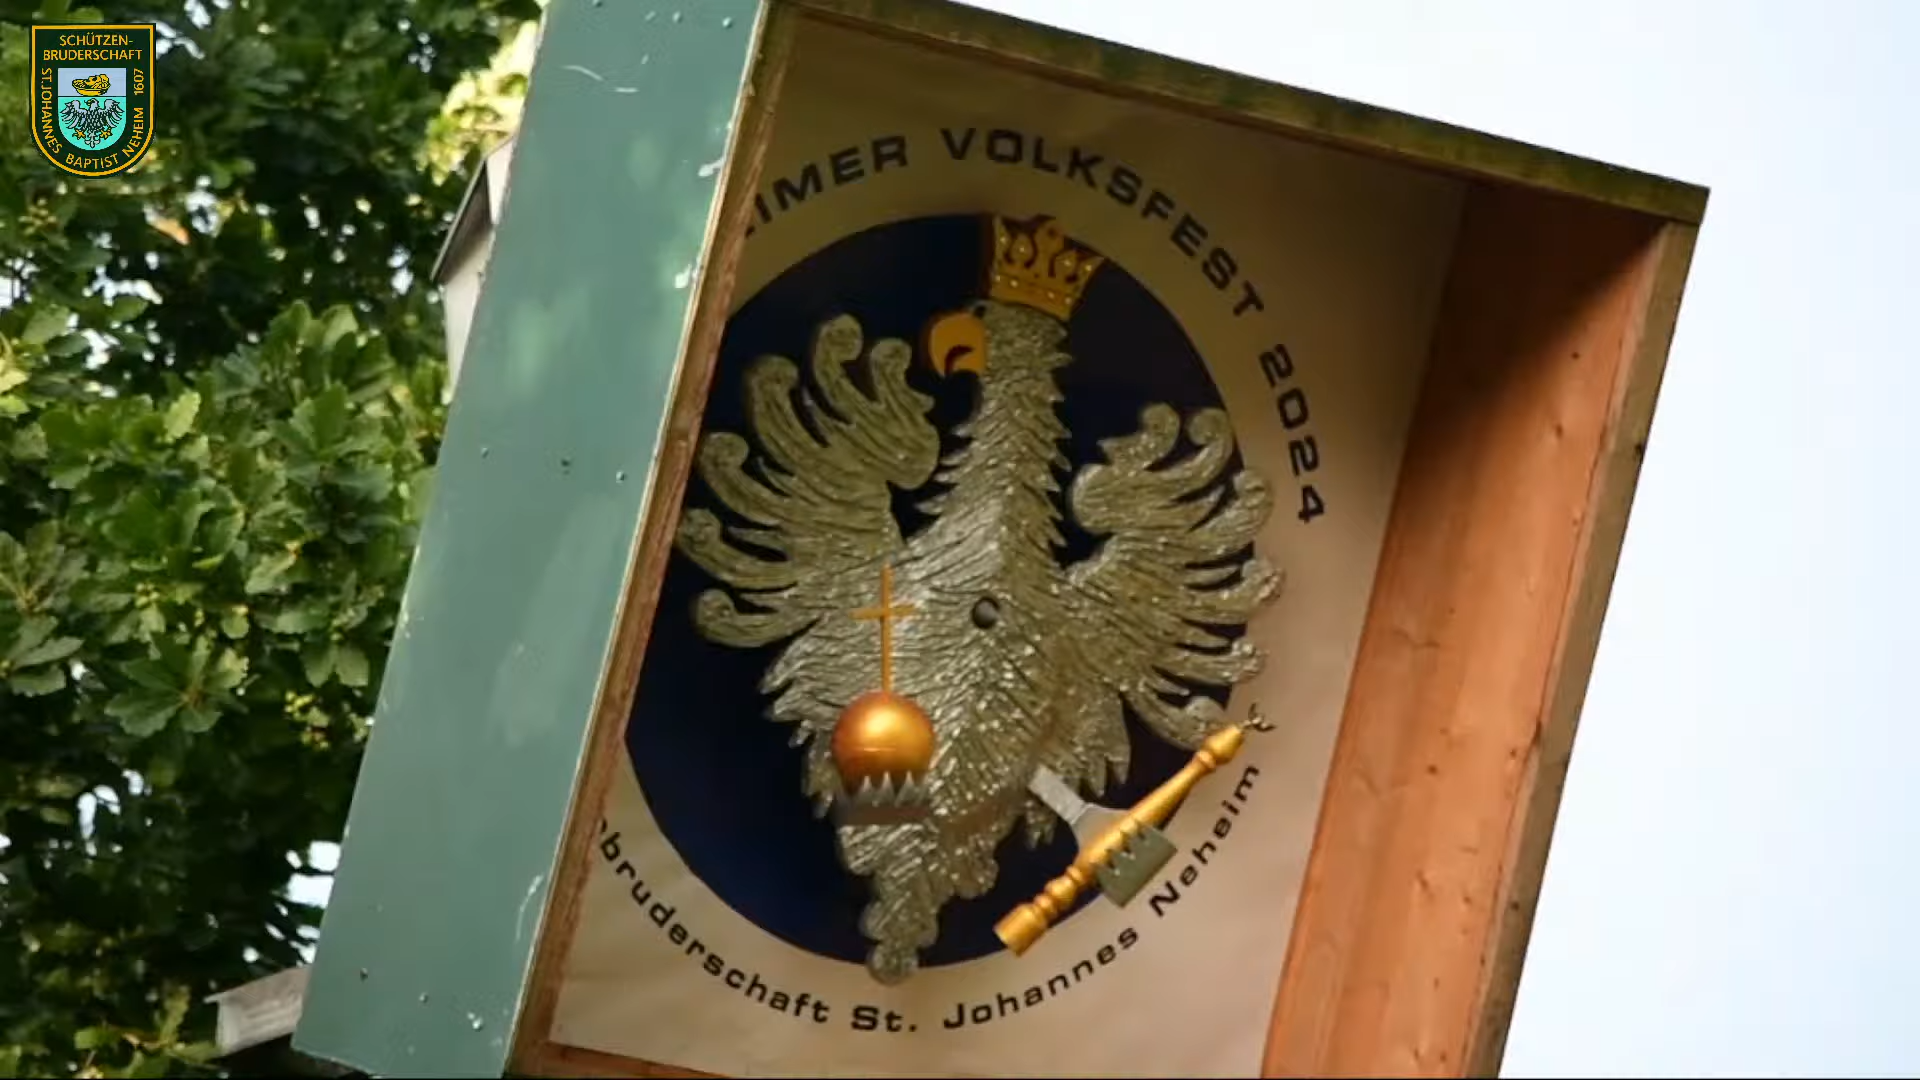 SCHÜTZEN-
BRUDERSCHAFT
ST. JOHANNES BAPTIST NEHEIM 1607
IMER VOLKSFEST 2024
bruderschaft St. Johannes Neheim